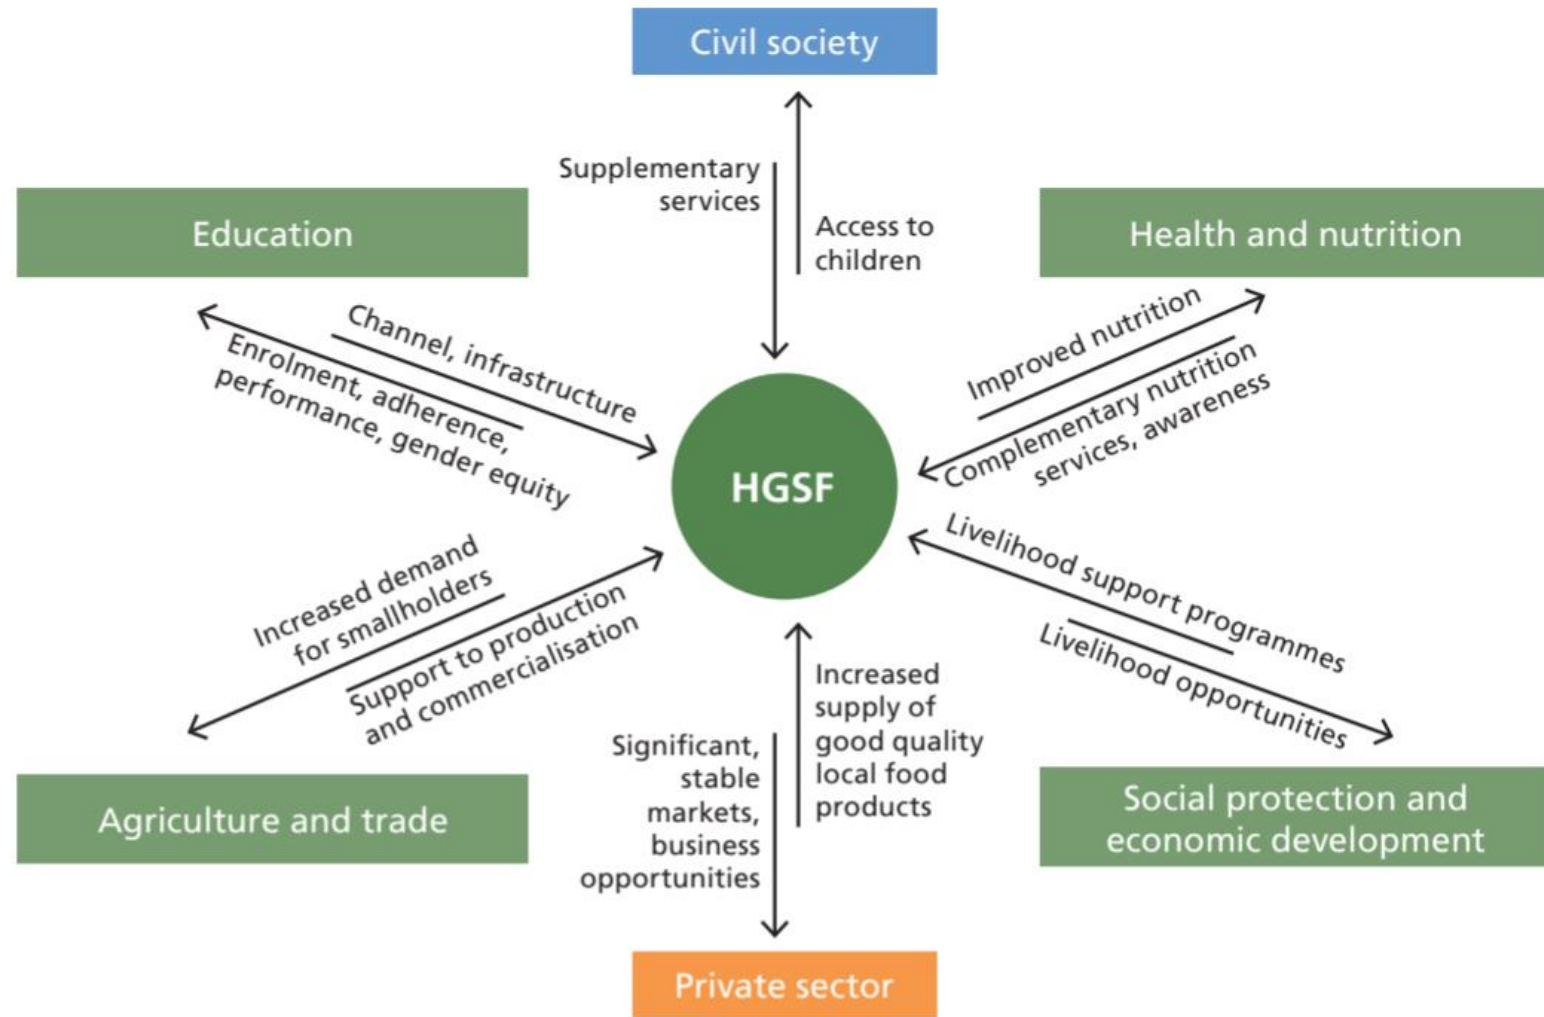 Civil society
Supplementary
services
Access to
children
Education
Health and nutrition
Channel, infrastructure
Enrolment, adherence,
performance, gender equity
Improved nutrition
Complementary nutrition
services, awareness
HGSF
Increased demand
for smallholders
Support to production
and commercialisation
Livelihood support programmes
Livelihood opportunities
Significant,
stable
markets,
business
opportunities
Increased
supply of
good quality
local food
products
Agriculture and trade
Social protection and
economic development
Private sector